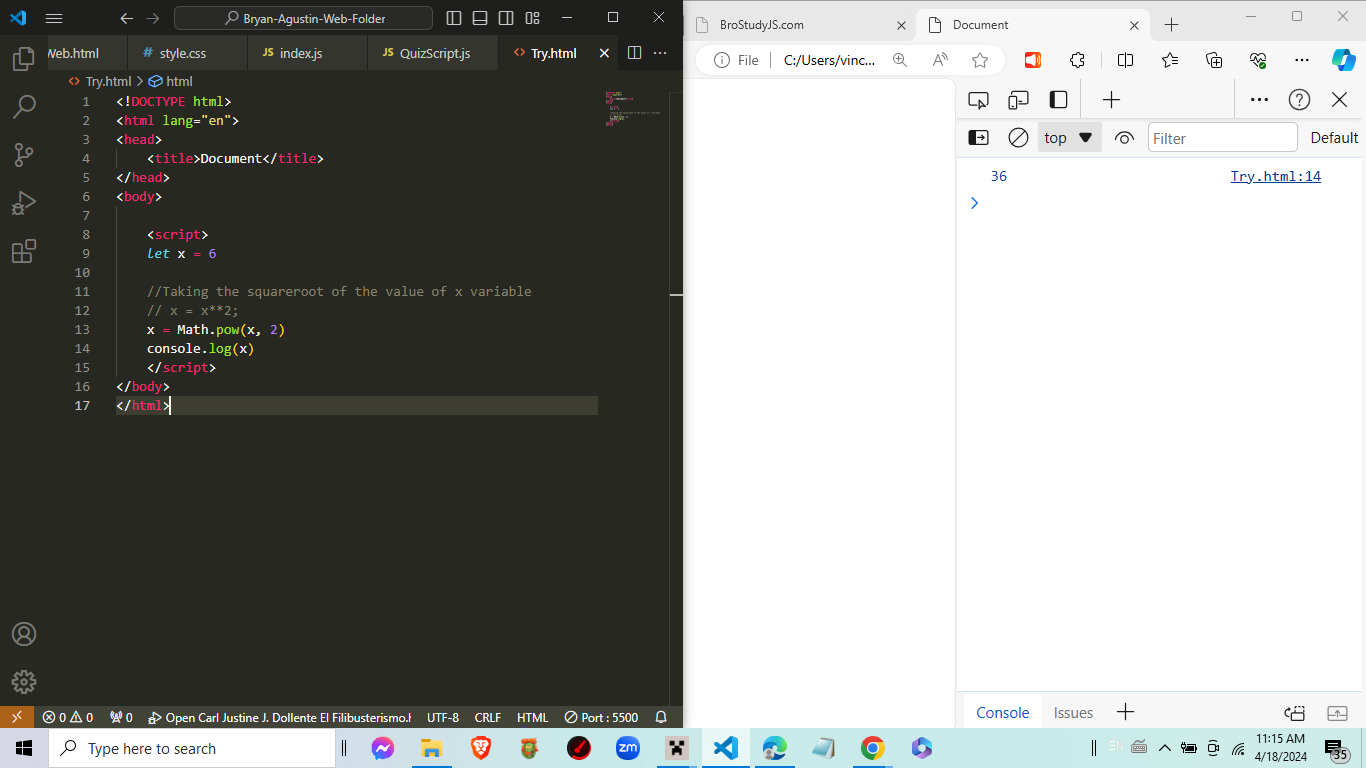 Bryan-Agustin-Web-Folder
Web.html
# style.css
JS index.js
JS QuizScript.js
<> Try.html
<> Try.html > html
1 <!DOCTYPE html>
2 <html lang="en">
3 <head>
4 <title>Document</title>
5 </head>
6 <body>
7
8 <script>
9 let x = 6
10
11 //Taking the squareroot of the value of x variable
12 // x = x**2;
13 x = Math.pow(x, 2)
14 console.log(x)
15 </script>
16 </body>
17 </html>
0 0 0 Open Carl Justine J. Dollente El Filibusterismo.h UTF-8 CRLF HTML Port : 5500
BroStudyJS.com
Document
File C:/Users/vinc...
top Filter Default
36 Try.html:14
>
Console Issues
Type here to search
zm
EN
11:15 AM
4/18/2024
35